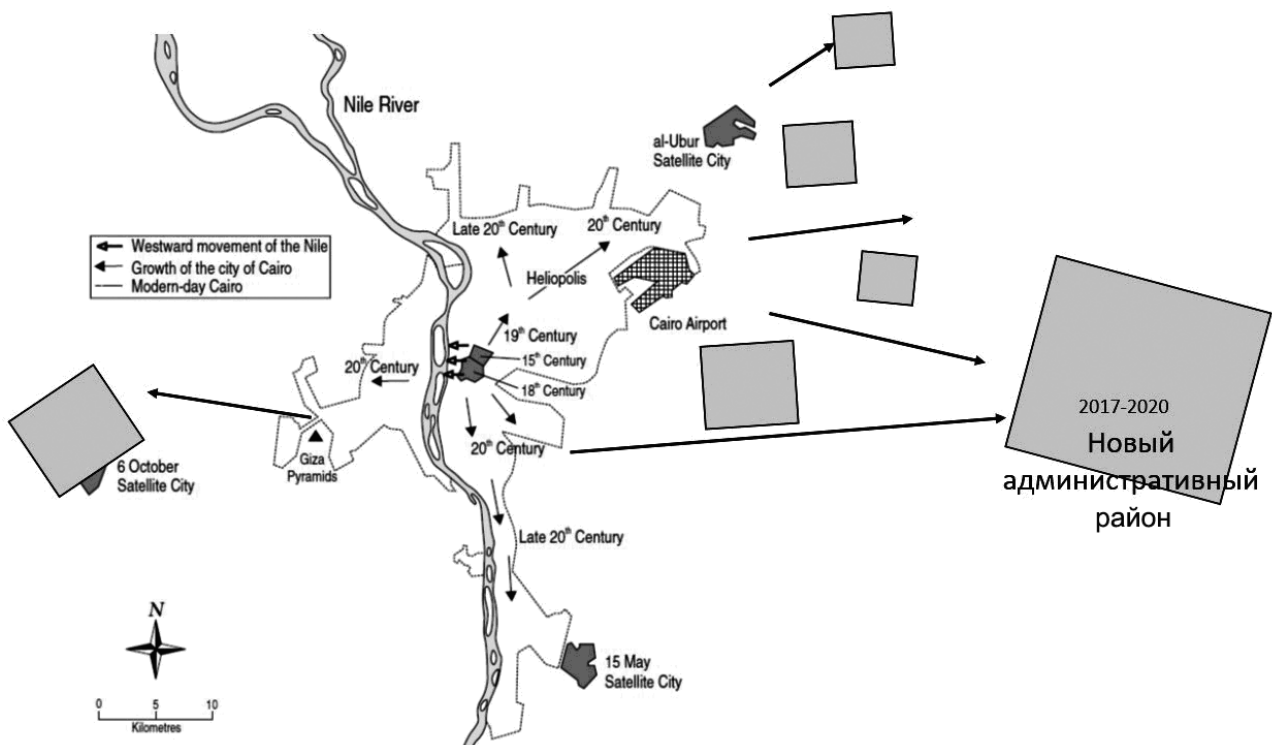 Nile River
al-Ubur
Satellite City
Late 20th Century
20th Century
Westward movement of the Nile
Growth of the city of Cairo
Modern-day Cairo
Heliopolis
Cairo Airport
19th Century
15th Century
20th Century
18th Century
2017-2020
Новый
административный
район
20th Century
Giza
Pyramids
6 October
Satellite City
Late 20th Century
N
15 May
Satellite City
0 5 10
Kilometres